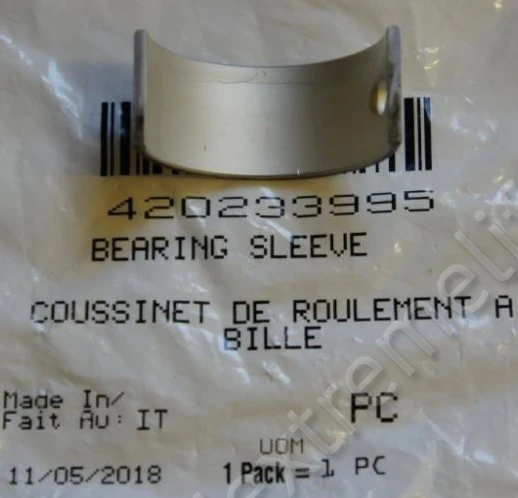 420233995
BEARING SLEEVE
COUSSINET DE ROULEMENT A
BILLE
Made In/
Fait Au: IT
PC
UOM
11/05/2018
1 Pack = 1 PC